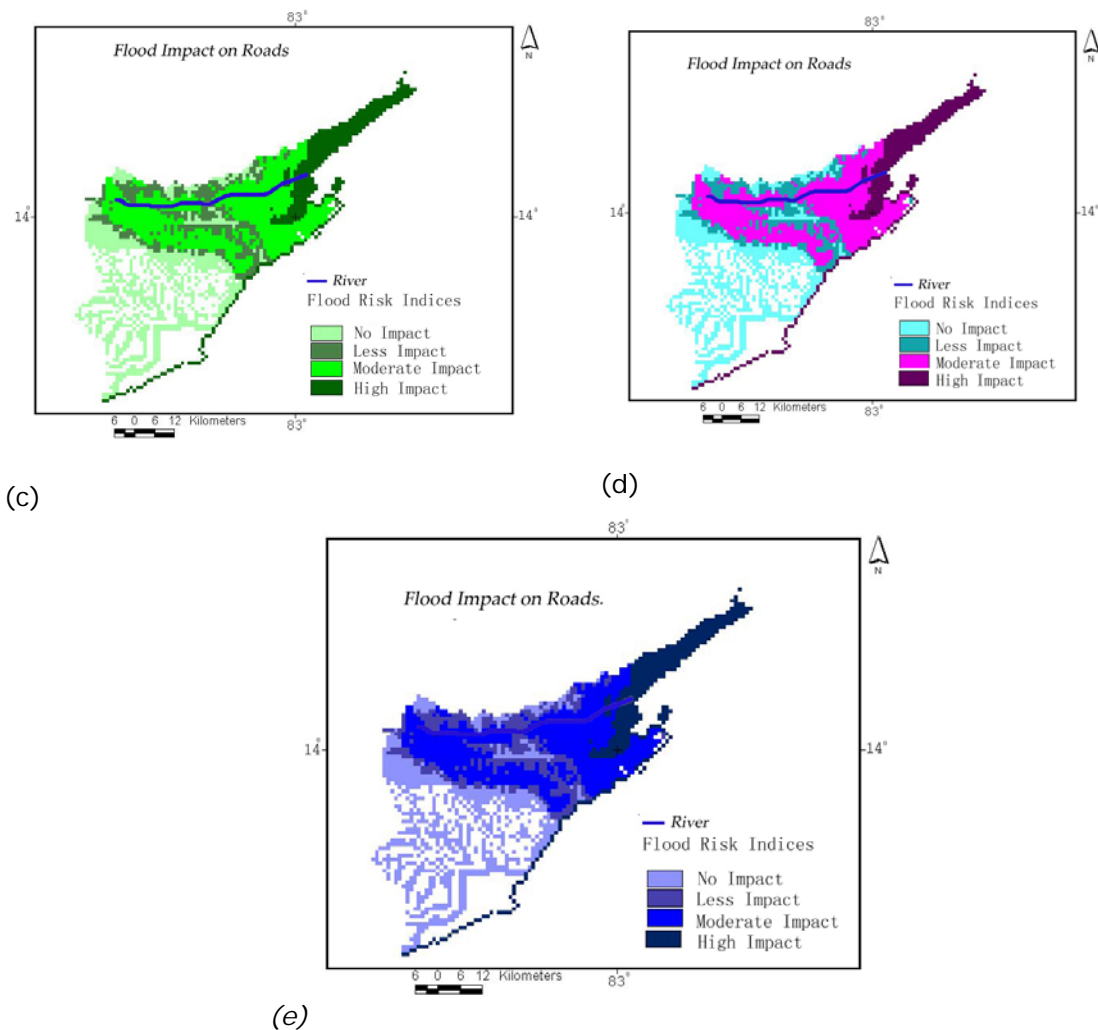 83°
Flood Impact on Roads
N
14°
14°
River
Flood Risk Indices
No Impact
Less Impact
Moderate Impact
High Impact
6 0 6 12 Kilometers
83°
(c)
83°
Flood Impact on Roads
N
14°
14°
River
Flood Risk Indices
No Impact
Less Impact
Moderate Impact
High Impact
6 0 6 12 Kilometers
83°
(d)
83°
Flood Impact on Roads.
N
14°
14°
River
Flood Risk Indices
No Impact
Less Impact
Moderate Impact
High Impact
6 0 6 12 Kilometers
83°
(e)